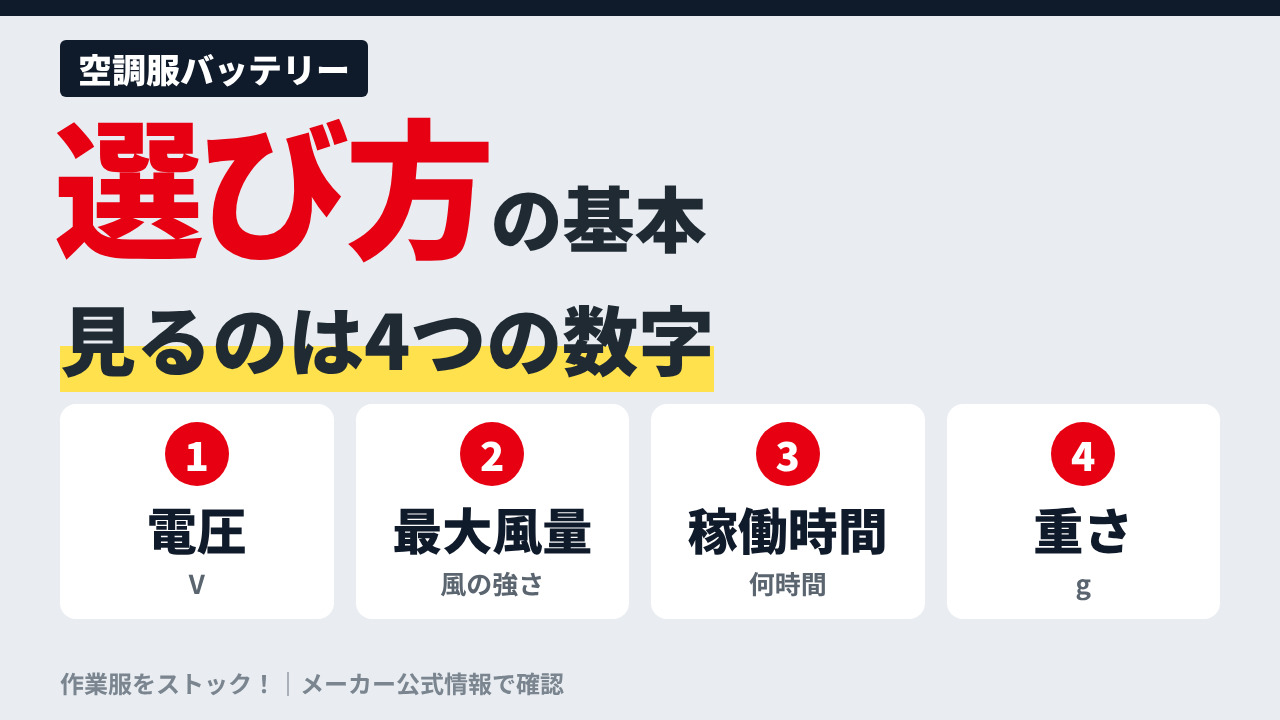 空調服バッテリー
選び方の基本
見るのは4つの数字
1
電圧
V
2
最大風量
風の強さ
3
稼働時間
何時間
4
重さ
g
作業服をストック！｜メーカー公式情報で確認